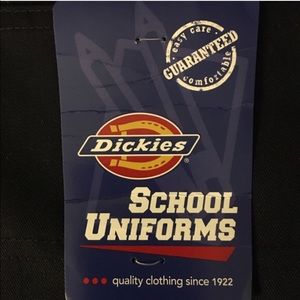 easy care
GUARANTEED
comfortable
Dickies®
SCHOOL
UNIFORMS
••• quality clothing since 1922